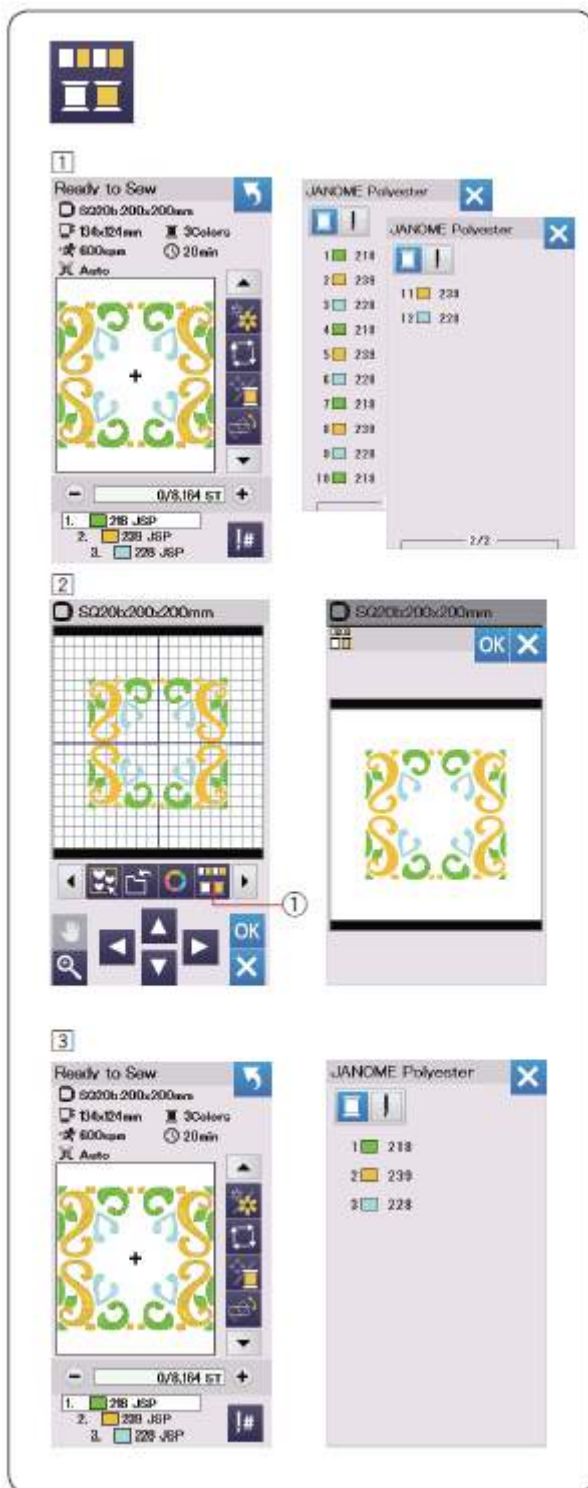 1
Ready to Sew
SQ20b:200x200mm
134x124mm 3Colors
600spm 20min
Auto
0/8,164 ST
1. 218 JSP
2. 239 JSP
3. 228 JSP
JANOME Polyester
1 218
2 239
3 228
4 218
5 239
6 228
7 218
8 239
9 228
10 218
JANOME Polyester
11 239
12 228
2/2
2
SQ20b:200x200mm
1
OK
SQ20b:200x200mm
OK
3
Ready to Sew
SQ20b:200x200mm
134x124mm 3Colors
600spm 20min
Auto
0/8,164 ST
1. 218 JSP
2. 239 JSP
3. 228 JSP
JANOME Polyester
1 218
2 239
3 228